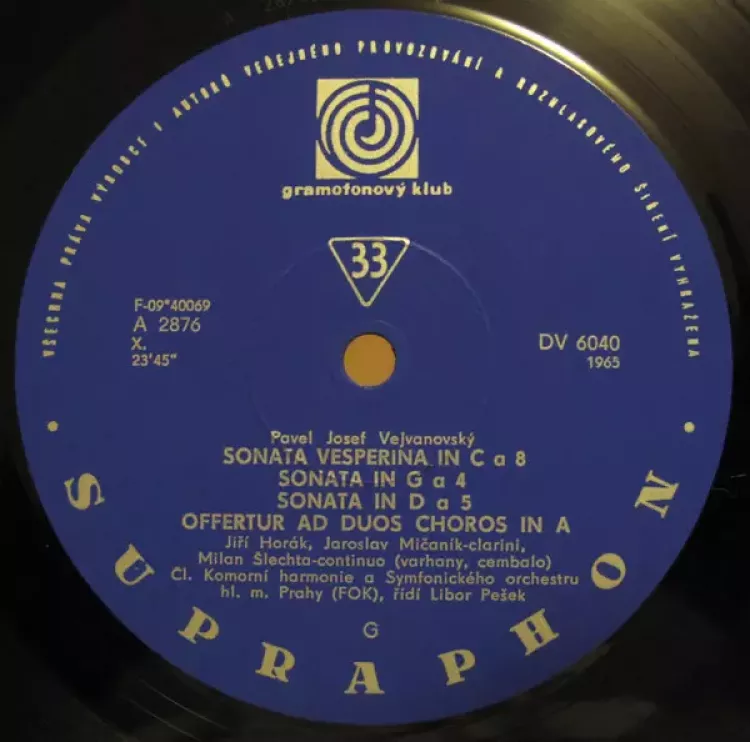 VŠECHNA PRÁVA VÝROBCE I AUTORŮ VEŘEJNÉHO PROVOZOVÁNÍ A ROZHLASOVÉHO ŠÍŘENÍ VYHRAZENA
gramofonový klub
33
F-09*40069
A 2876
X.
23'45"
DV 6040
1965
Pavel Josef Vejvanovský
SONATA VESPERINA IN C a 8
SONATA IN G a 4
SONATA IN D a 5
OFFERTUR AD DUOS CHOROS IN A
Jiří Horák, Jaroslav Mičaník-clarini,
Milan Šlechta-continuo (varhany, cembalo)
Čl. Komorní harmonie a Symfonického orchestru
hl. m. Prahy (FOK), řídí Libor Pešek
G
• SUPRAPHON •